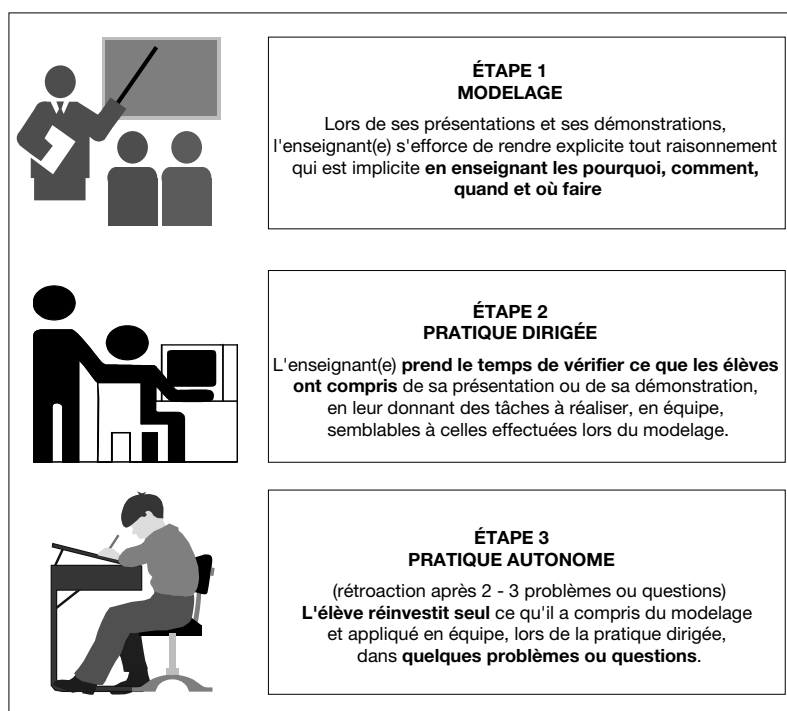 ÉTAPE 1
MODELAGE
Lors de ses présentations et ses démonstrations,
l'enseignant(e) s'efforce de rendre explicite tout raisonnement
qui est implicite en enseignant les pourquoi, comment,
quand et où faire
ÉTAPE 2
PRATIQUE DIRIGÉE
L'enseignant(e) prend le temps de vérifier ce que les élèves
ont compris de sa présentation ou de sa démonstration,
en leur donnant des tâches à réaliser, en équipe,
semblables à celles effectuées lors du modelage.
ÉTAPE 3
PRATIQUE AUTONOME
(rétroaction après 2 - 3 problèmes ou questions)
L'élève réinvestit seul ce qu'il a compris du modelage
et appliqué en équipe, lors de la pratique dirigée,
dans quelques problèmes ou questions.